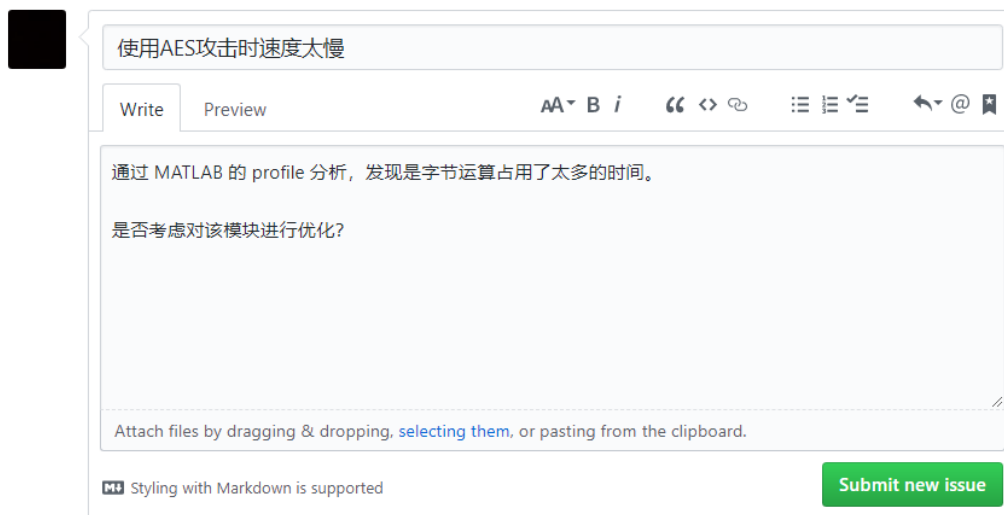 使用AES攻击时速度太慢
Write Preview AA B i
通过 MATLAB 的 profile 分析，发现是字节运算占用了太多的时间。
是否考虑对该模块进行优化?
Attach files by dragging & dropping, selecting them, or pasting from the clipboard.
Styling with Markdown is supported
Submit new issue